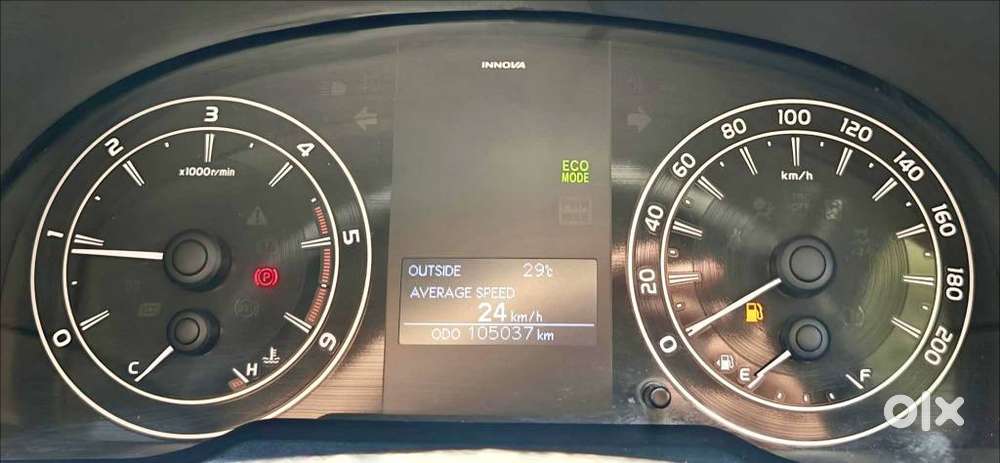 INNOVA
0
1
2
3
4
5
6
x1000r/min
P
C
H
ECO
MODE
OUTSIDE 29℃
AVERAGE SPEED
24 km/h
ODO 105037 km
0
20
40
60
80
100
120
140
160
180
200
km/h
E
F
olx